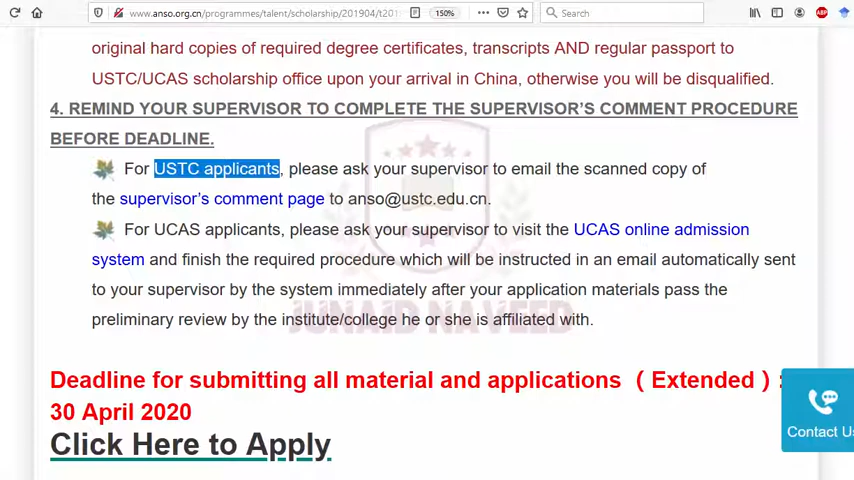 www.anso.org.cn/programmes/talent/scholarship/201904/t201
150%
Search
ABP
original hard copies of required degree certificates, transcripts AND regular passport to
USTC/UCAS scholarship office upon your arrival in China, otherwise you will be disqualified.
4. REMIND YOUR SUPERVISOR TO COMPLETE THE SUPERVISOR’S COMMENT PROCEDURE
BEFORE DEADLINE.
For USTC applicants, please ask your supervisor to email the scanned copy of
the supervisor’s comment page to anso@ustc.edu.cn.
For UCAS applicants, please ask your supervisor to visit the UCAS online admission
system and finish the required procedure which will be instructed in an email automatically sent
to your supervisor by the system immediately after your application materials pass the
preliminary review by the institute/college he or she is affiliated with.
JUNAID NAVEED
Deadline for submitting all material and applications （Extended）:
30 April 2020
Click Here to Apply
Contact Us